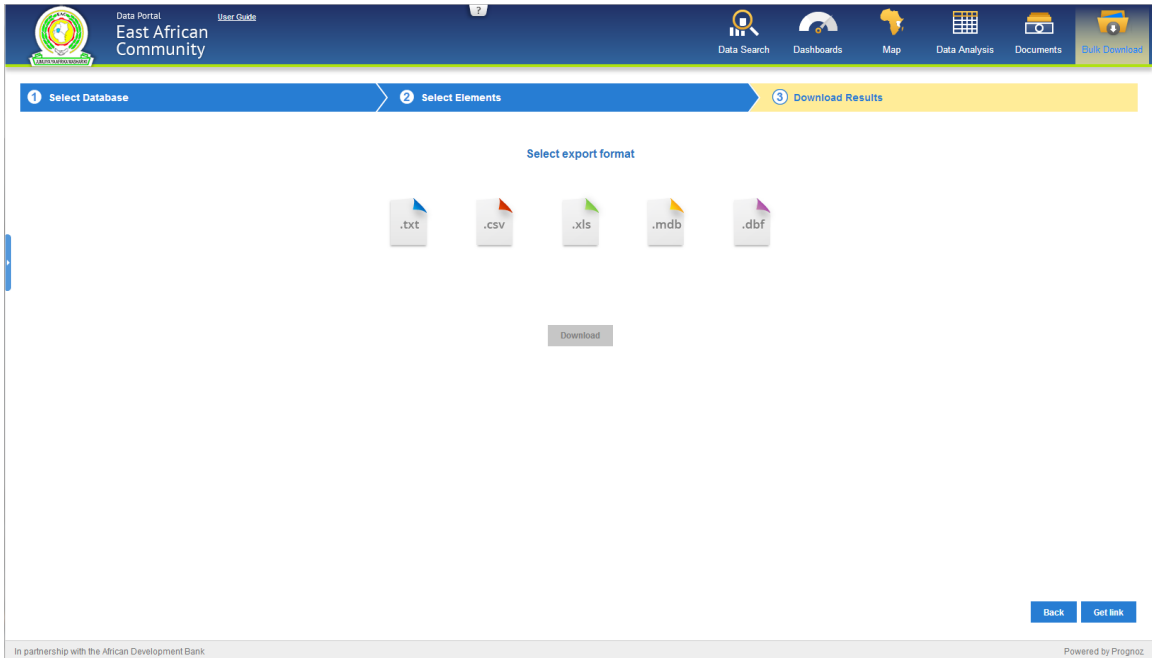 Data Portal
User Guide
East African
Community
?
Data Search
Dashboards
Map
Data Analysis
Documents
Bulk Download
1 Select Database
2 Select Elements
3 Download Results
Select export format
.txt
.csv
.xls
.mdb
.dbf
Download
Back
Get link
In partnership with the African Development Bank
Powered by Prognoz